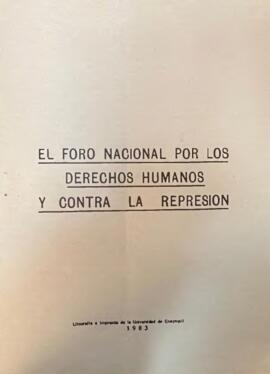 EL FORO NACIONAL POR LOS
DERECHOS HUMANOS
Y CONTRA LA REPRESION
Litografía e Imprenta de la Universidad de Guayaquil
1983